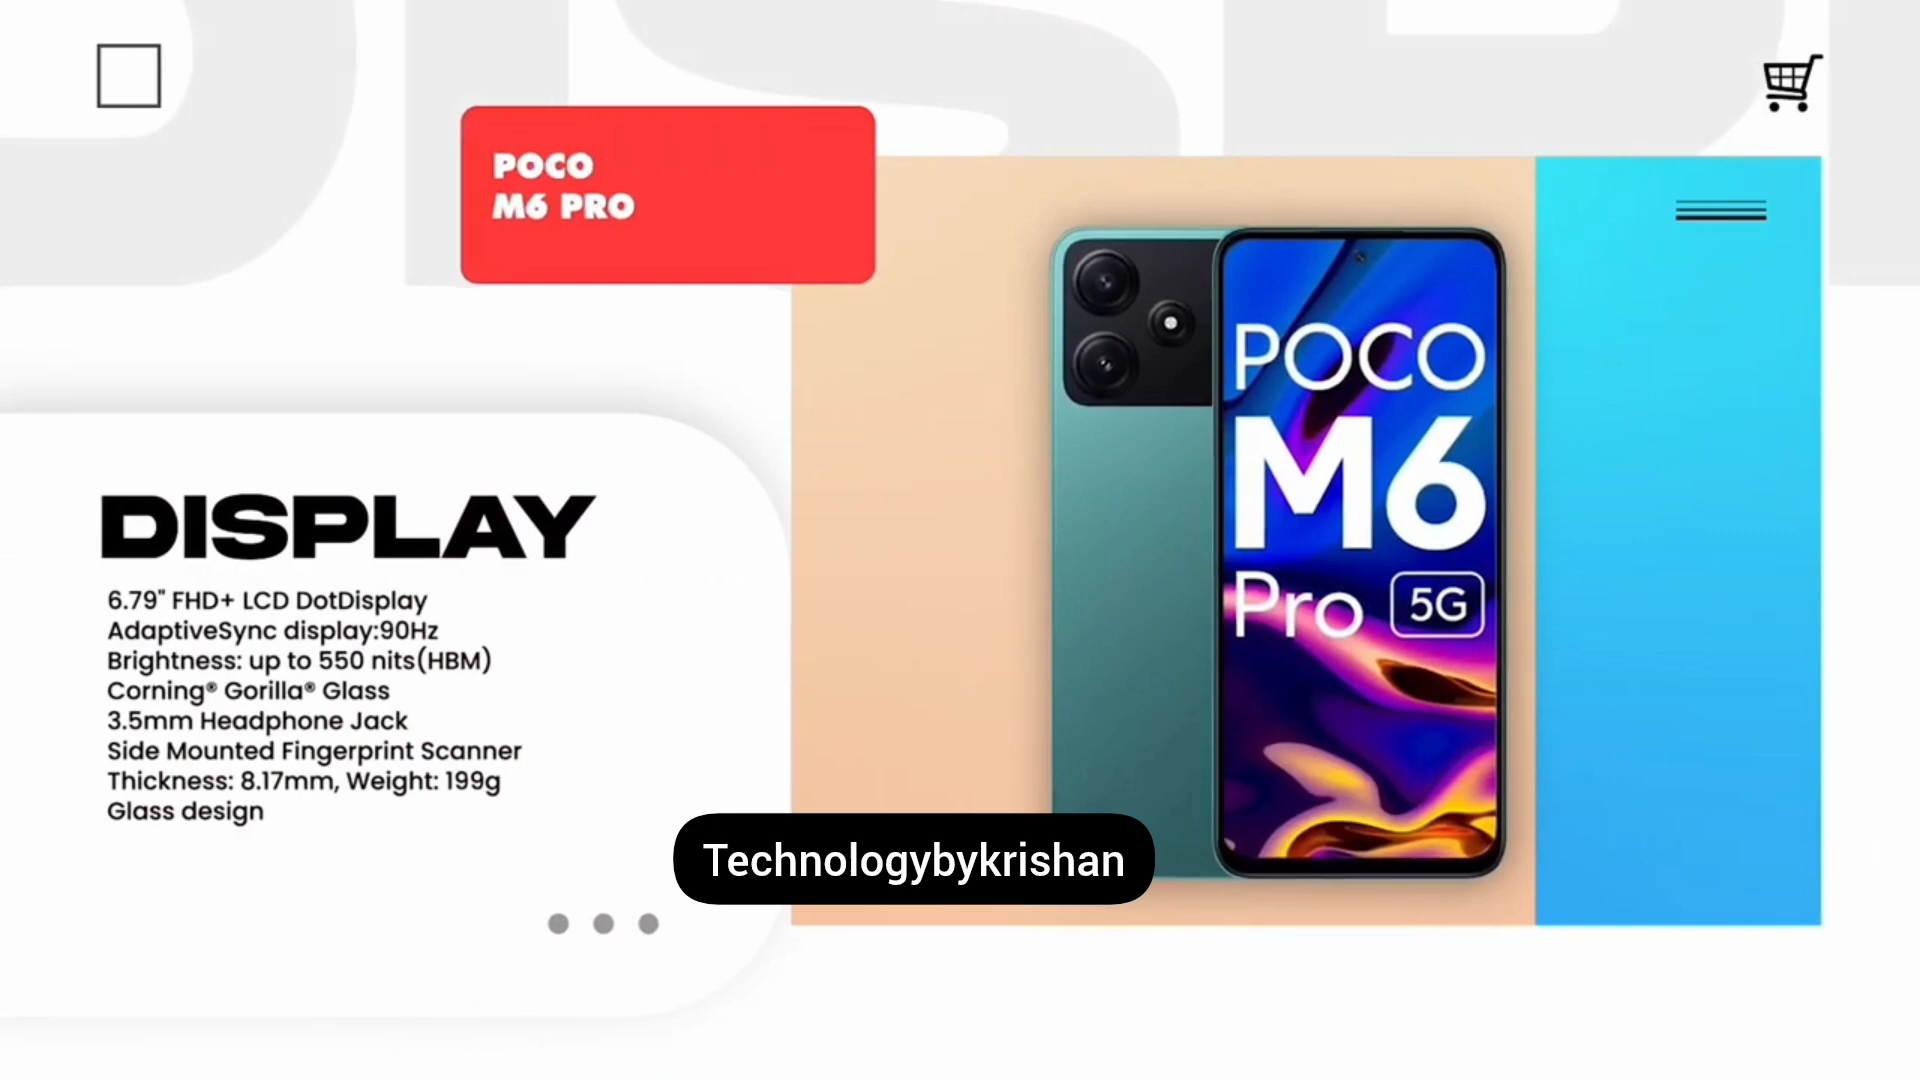 POCO
M6 PRO
DISPLAY
6.79" FHD+ LCD DotDisplay
AdaptiveSync display:90Hz
Brightness: up to 550 nits(HBM)
Corning® Gorilla® Glass
3.5mm Headphone Jack
Side Mounted Fingerprint Scanner
Thickness: 8.17mm, Weight: 199g
Glass design
POCO
M6
Pro 5G
Technologybykrishan